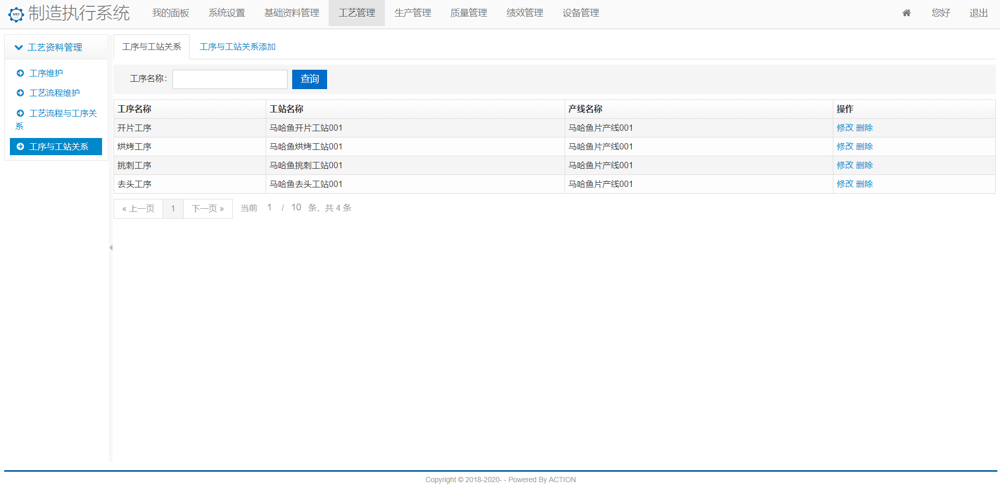 MES
制造执行系统
我的面板 系统设置 基础资料管理 工艺管理 生产管理 质量管理 绩效管理 设备管理 您好 退出
工艺资料管理
工序维护
工艺流程维护
工艺流程与工序关
系
工序与工站关系
工序与工站关系 工序与工站关系添加
工序名称： 查询
工序名称 工站名称 产线名称 操作
开片工序 马哈鱼开片工站001 马哈鱼片产线001 修改 删除
烘烤工序 马哈鱼烘烤工站001 马哈鱼片产线001 修改 删除
挑刺工序 马哈鱼挑刺工站001 马哈鱼片产线001 修改 删除
去头工序 马哈鱼去头工站001 马哈鱼片产线001 修改 删除
« 上一页 1 下一页 » 当前 1 / 10 条，共 4 条
Copyright © 2018-2020- - Powered By ACTION